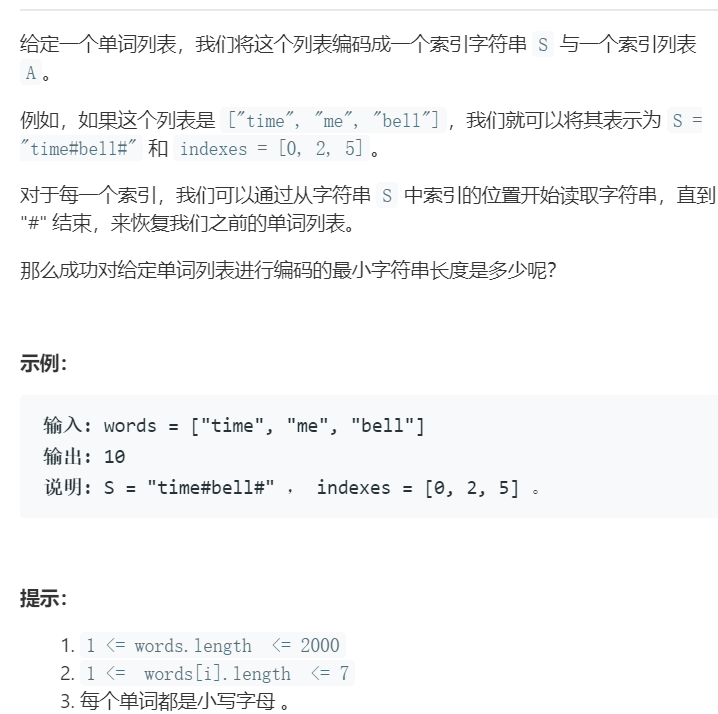 给定一个单词列表，我们将这个列表编码成一个索引字符串 S 与一个索引列表
A 。
例如，如果这个列表是 ["time", "me", "bell"] ，我们就可以将其表示为 S =
"time#bell#" 和 indexes = [0, 2, 5] 。
对于每一个索引，我们可以通过从字符串 S 中索引的位置开始读取字符串，直到
"#" 结束，来恢复我们之前的单词列表。
那么成功对给定单词列表进行编码的最小字符串长度是多少呢？
示例：
输入: words = ["time", "me", "bell"]
输出: 10
说明: S = "time#bell#" ， indexes = [0, 2, 5] 。
提示：
1. 1 <= words.length <= 2000
2. 1 <= words[i].length <= 7
3. 每个单词都是小写字母 。